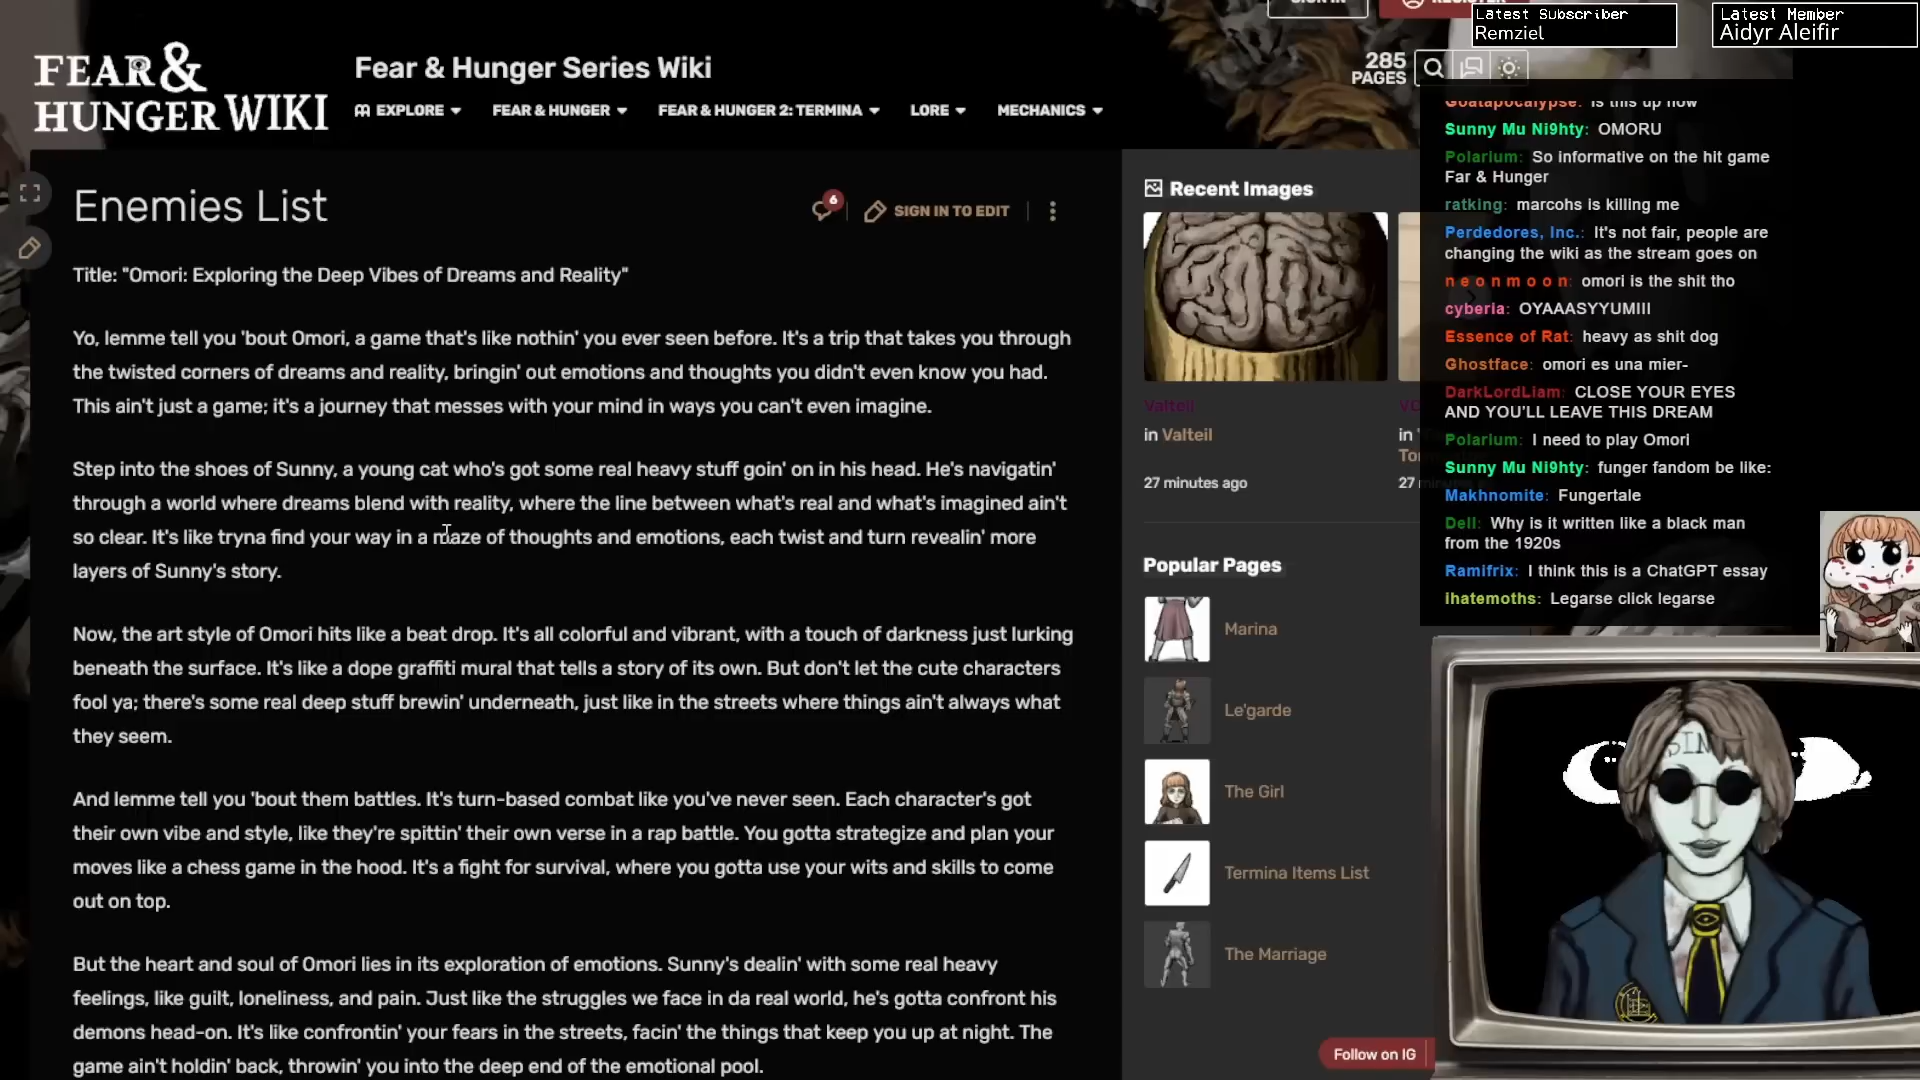 SIGN IN
REGISTER
Latest Subscriber
Remziel
Latest Member
Aidyr Aleifir
FEAR &
HUNGER WIKI
Fear & Hunger Series Wiki
285
PAGES
EXPLORE
FEAR & HUNGER
FEAR & HUNGER 2: TERMINA
LORE
MECHANICS
Enemies List
6
SIGN IN TO EDIT
Title: "Omori: Exploring the Deep Vibes of Dreams and Reality"
Yo, lemme tell you 'bout Omori, a game that's like nothin' you ever seen before. It's a trip that takes you through
the twisted corners of dreams and reality, bringin' out emotions and thoughts you didn't even know you had.
This ain't just a game; it's a journey that messes with your mind in ways you can't even imagine.
Step into the shoes of Sunny, a young cat who's got some real heavy stuff goin' on in his head. He's navigatin'
through a world where dreams blend with reality, where the line between what's real and what's imagined ain't
so clear. It's like tryna find your way in a maze of thoughts and emotions, each twist and turn revealin' more
layers of Sunny's story.
Now, the art style of Omori hits like a beat drop. It's all colorful and vibrant, with a touch of darkness just lurking
beneath the surface. It's like a dope graffiti mural that tells a story of its own. But don't let the cute characters
fool ya; there's some real deep stuff brewin' underneath, just like in the streets where things ain't always what
they seem.
And lemme tell you 'bout them battles. It's turn-based combat like you've never seen. Each character's got
their own vibe and style, like they're spittin' their own verse in a rap battle. You gotta strategize and plan your
moves like a chess game in the hood. It's a fight for survival, where you gotta use your wits and skills to come
out on top.
But the heart and soul of Omori lies in its exploration of emotions. Sunny's dealin' with some real heavy
feelings, like guilt, loneliness, and pain. Just like the struggles we face in da real world, he's gotta confront his
demons head-on. It's like confrontin' your fears in the streets, facin' the things that keep you up at night. The
game ain't holdin' back, throwin' you into the deep end of the emotional pool.
Recent Images
Valteil
in Valteil
27 minutes ago
in
27
Popular Pages
Marina
Le'garde
The Girl
Termina Items List
The Marriage
Follow on IG
Goatapocalypse: Is this up now
Sunny Mu Ni9hty: OMORU
Polarium: So informative on the hit game
Far & Hunger
ratking: marcohs is killing me
Perdedores, Inc.: It's not fair, people are
changing the wiki as the stream goes on
n e o n m o o n: omori is the shit tho
cyberia: OYAAASYYUMIII
Essence of Rat: heavy as shit dog
Ghostface: omori es una mier-
DarkLordLiam: CLOSE YOUR EYES
AND YOU'LL LEAVE THIS DREAM
Polarium: I need to play Omori
Sunny Mu Ni9hty: funger fandom be like:
Makhnomite: Fungertale
Dell: Why is it written like a black man
from the 1920s
Ramifrix: I think this is a ChatGPT essay
ihatemoths: Legarse click legarse
SIN